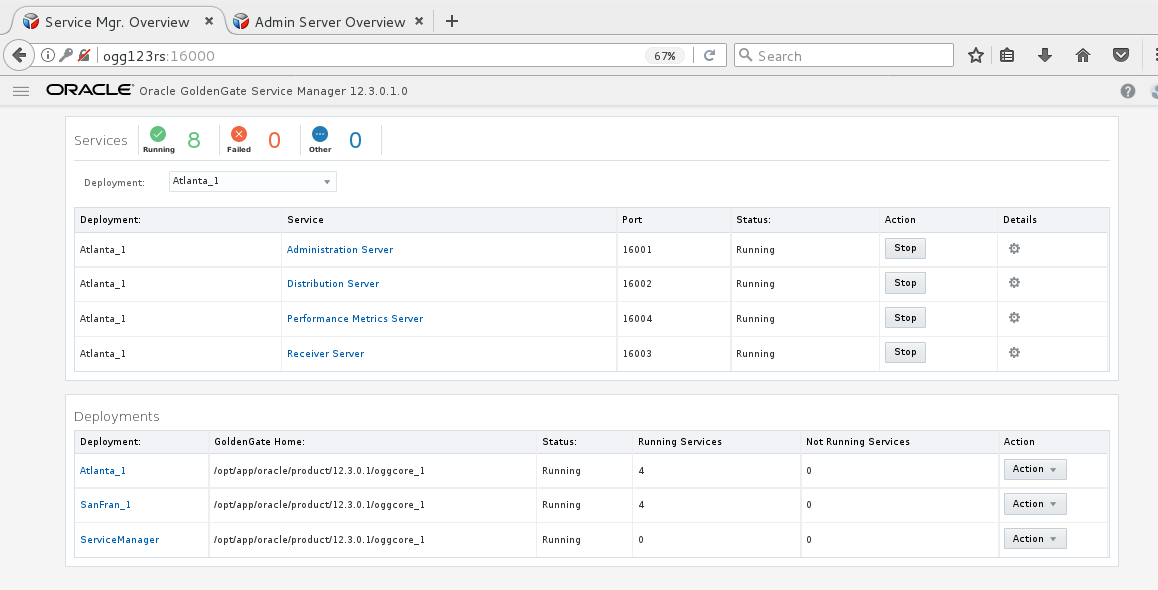 Service Mgr. Overview × Admin Server Overview × +
ogg123rs:16000 67% Search
ORACLE Oracle GoldenGate Service Manager 12.3.0.1.0
Services Running 8 Failed 0 Other 0
Deployment: Atlanta_1
Deployment: Service Port Status: Action Details
Atlanta_1 Administration Server 16001 Running Stop
Atlanta_1 Distribution Server 16002 Running Stop
Atlanta_1 Performance Metrics Server 16004 Running Stop
Atlanta_1 Receiver Server 16003 Running Stop
Deployments
Deployment: GoldenGate Home: Status: Running Services Not Running Services Action
Atlanta_1 /opt/app/oracle/product/12.3.0.1/oggcore_1 Running 4 0 Action
SanFran_1 /opt/app/oracle/product/12.3.0.1/oggcore_1 Running 4 0 Action
ServiceManager /opt/app/oracle/product/12.3.0.1/oggcore_1 Running 0 0 Action